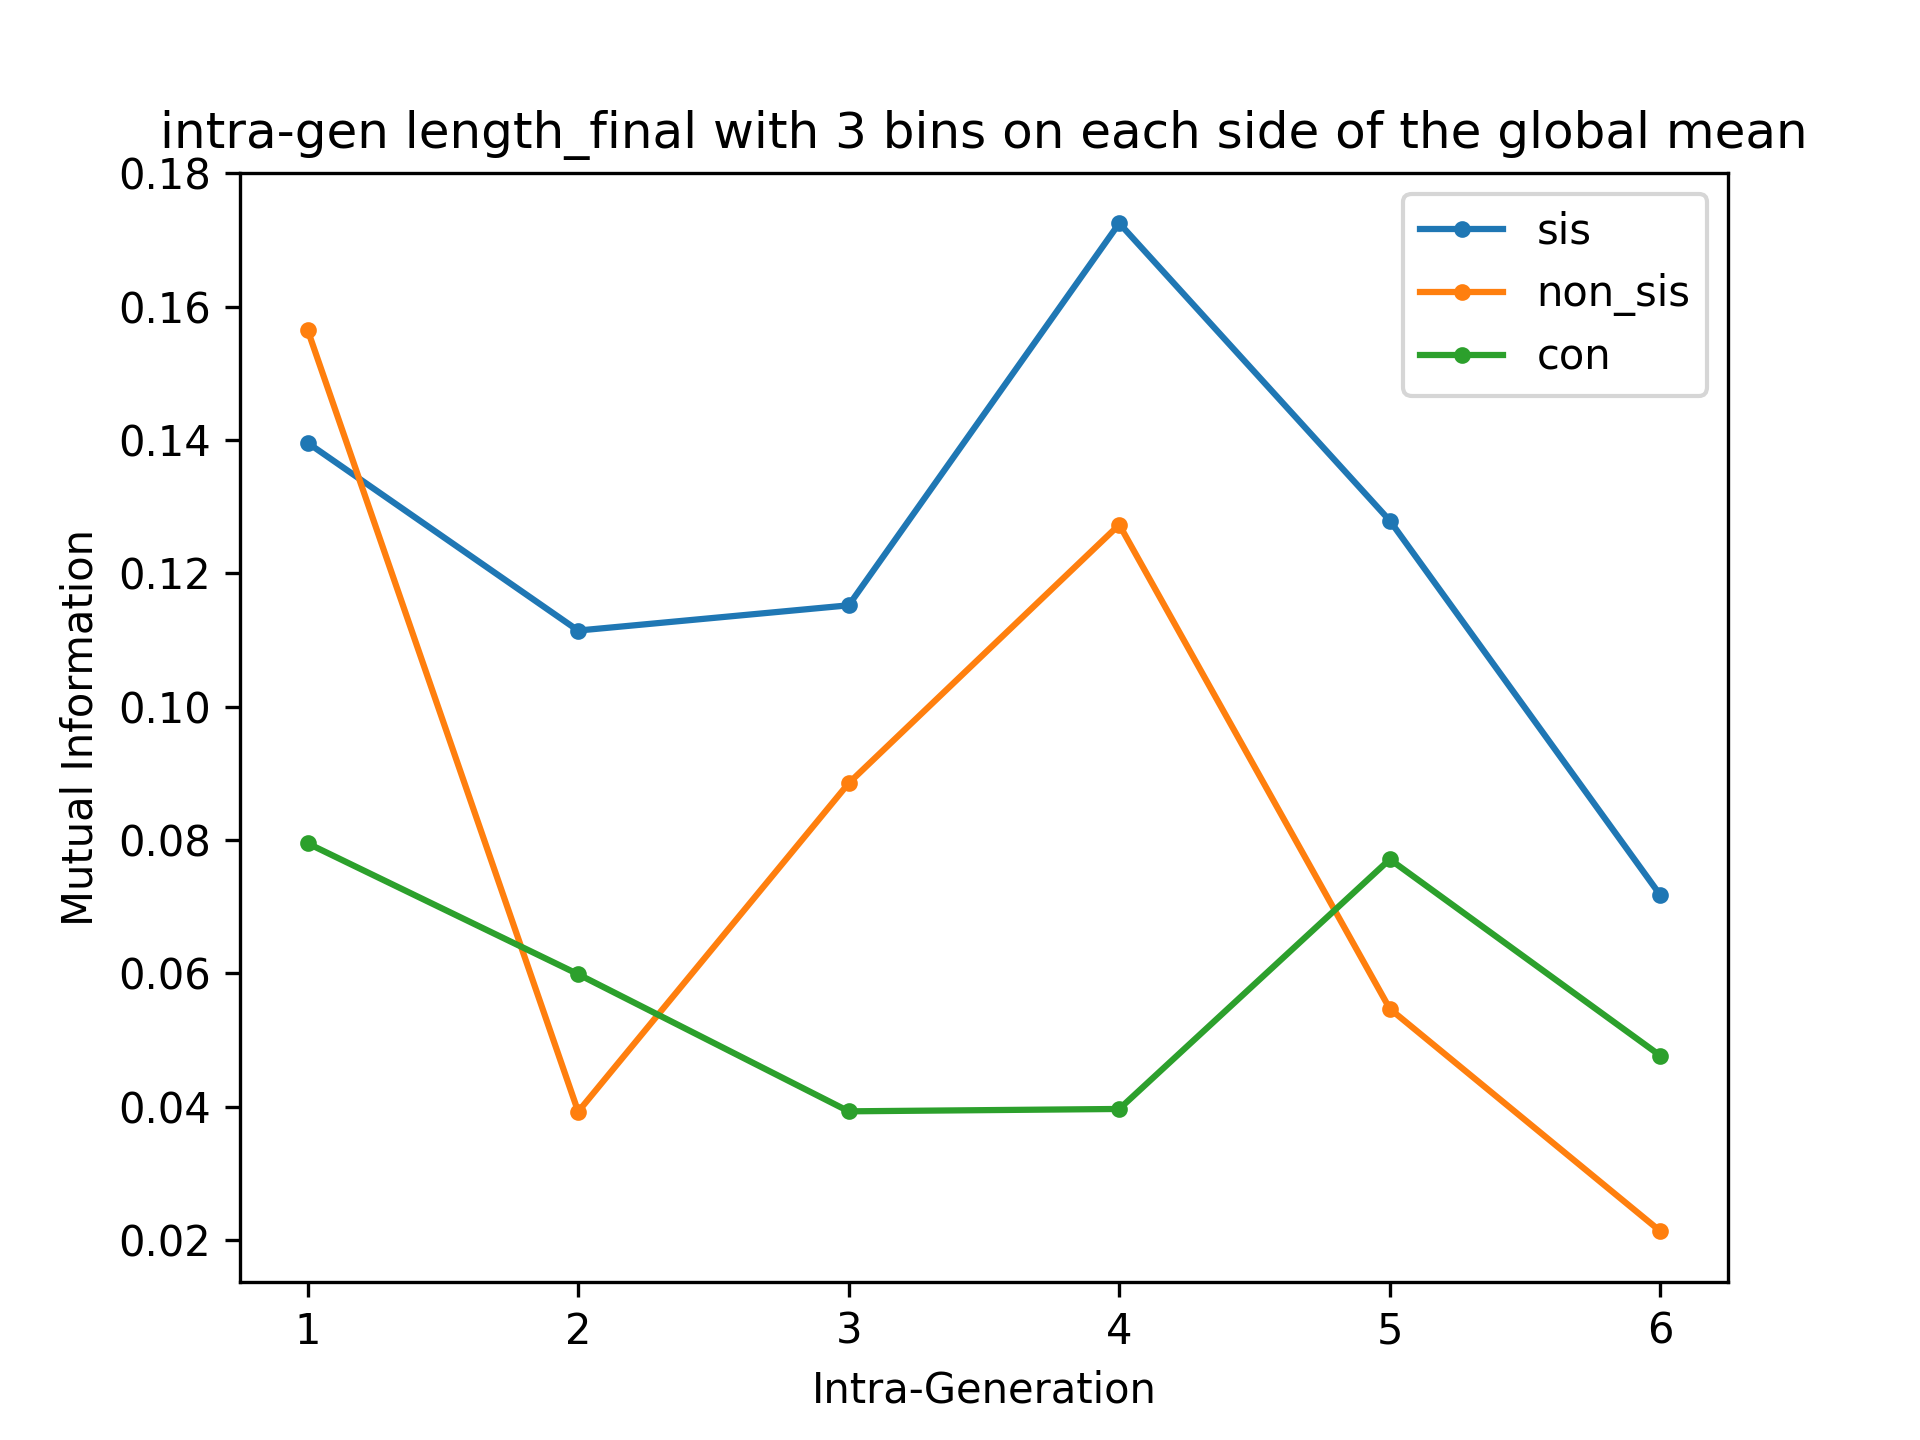 intra-gen length_final with 3 bins on each side of the global mean
0.18
0.16
0.14
0.12
0.10
0.08
0.06
0.04
0.02
Mutual Information
sis
non_sis
con
1 2 3 4 5 6
Intra-Generation